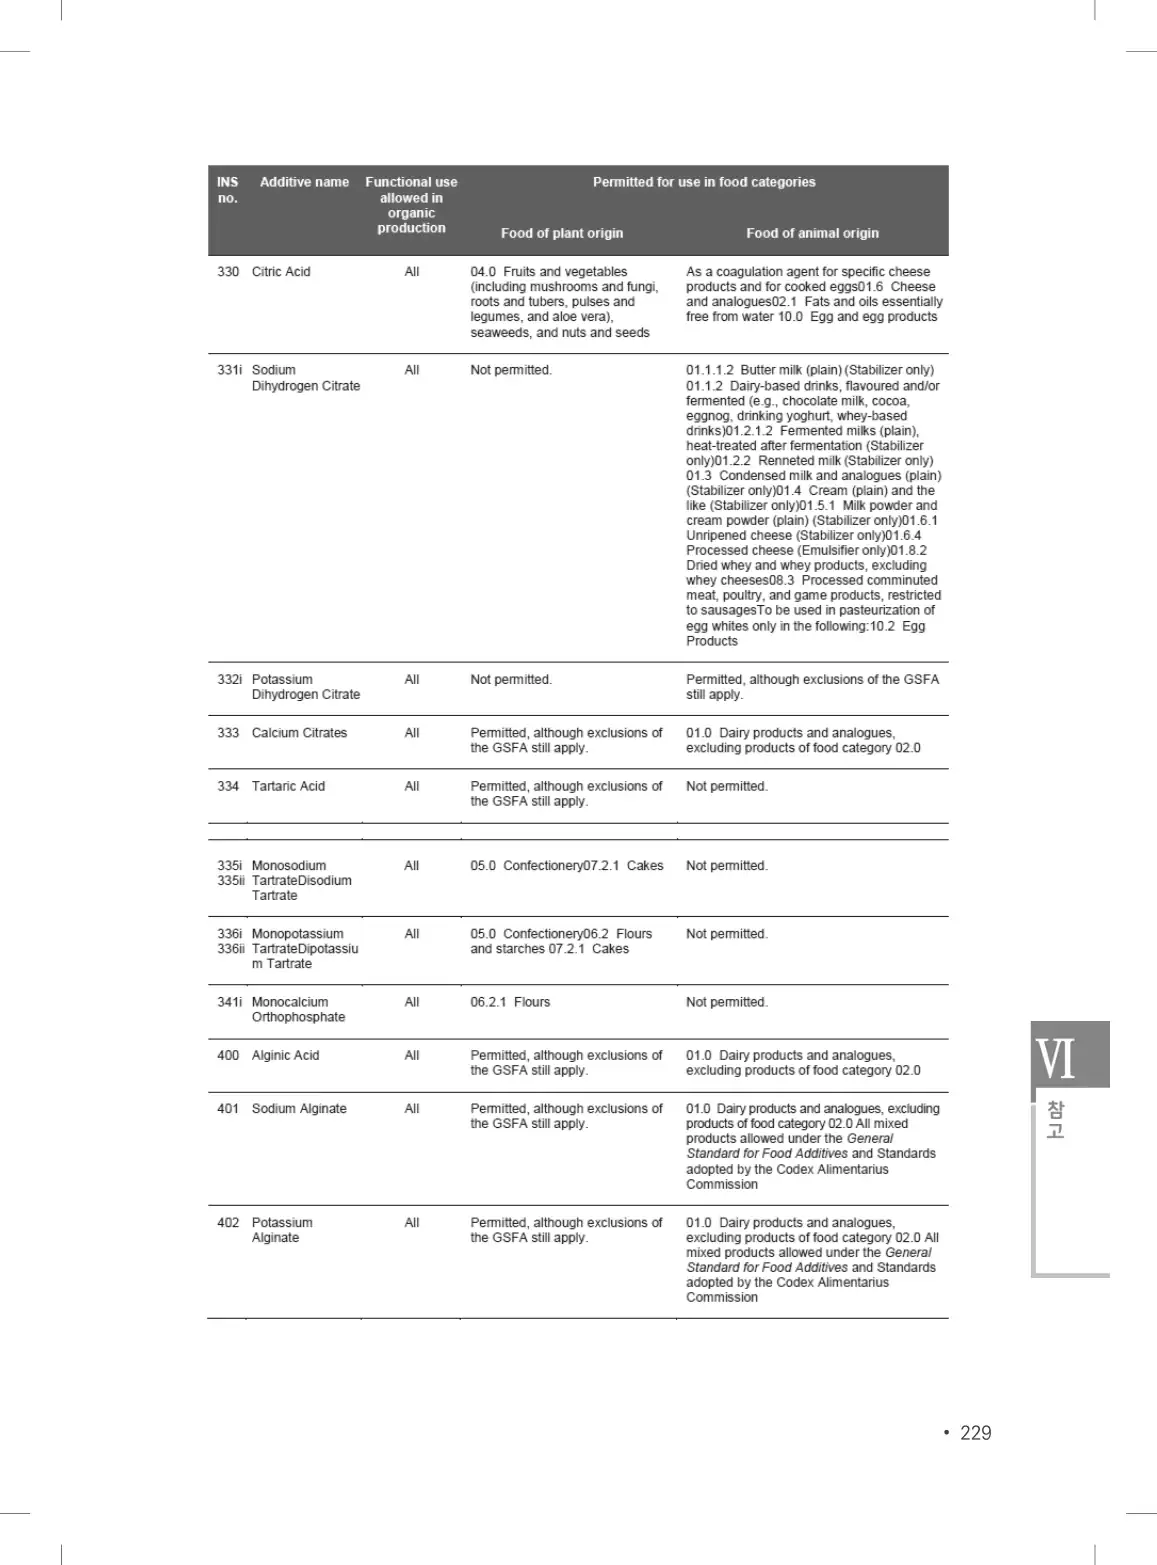 INS Additive name Functional use Permitted for use in food categories
no. allowed in
organic
production
Food of plant origin Food of animal origin
330 Citric Acid All 04.0 Fruits and vegetables As a coagulation agent for specific cheese
(including mushrooms and fungi, products and for cooked eggs01.6 Cheese
roots and tubers, pulses and and analogues02.1 Fats and oils essentially
legumes, and aloe vera), free from water 10.0 Egg and egg products
seaweeds, and nuts and seeds
331i Sodium All Not permitted. 01.1.1.2 Butter milk (plain) (Stabilizer only)
Dihydrogen Citrate 01.1.2 Dairy-based drinks, flavoured and/or
fermented (e.g., chocolate milk, cocoa,
eggnog, drinking yoghurt, whey-based
drinks)01.2.1.2 Fermented milks (plain),
heat-treated after fermentation (Stabilizer
only)01.2.2 Renneted milk (Stabilizer only)
01.3 Condensed milk and analogues (plain)
(Stabilizer only)01.4 Cream (plain) and the
like (Stabilizer only)01.5.1 Milk powder and
cream powder (plain) (Stabilizer only)01.6.1
Unripened cheese (Stabilizer only)01.6.4
Processed cheese (Emulsifier only)01.8.2
Dried whey and whey products, excluding
whey cheeses08.3 Processed comminuted
meat, poultry, and game products, restricted
to sausagesTo be used in pasteurization of
egg whites only in the following:10.2 Egg
Products
332i Potassium All Not permitted. Permitted, although exclusions of the GSFA
Dihydrogen Citrate still apply.
333 Calcium Citrates All Permitted, although exclusions of 01.0 Dairy products and analogues,
the GSFA still apply. excluding products of food category 02.0
334 Tartaric Acid All Permitted, although exclusions of Not permitted.
the GSFA still apply.
335i Monosodium All 05.0 Confectionery07.2.1 Cakes Not permitted.
335ii TartrateDisodium
Tartrate
336i Monopotassium All 05.0 Confectionery06.2 Flours Not permitted.
336ii TartrateDipotassiu and starches 07.2.1 Cakes
m Tartrate
341i Monocalcium All 06.2.1 Flours Not permitted.
Orthophosphate
400 Alginic Acid All Permitted, although exclusions of 01.0 Dairy products and analogues,
the GSFA still apply. excluding products of food category 02.0
401 Sodium Alginate All Permitted, although exclusions of 01.0 Dairy products and analogues, excluding
the GSFA still apply. products of food category 02.0 All mixed
products allowed under the General
Standard for Food Additives and Standards
adopted by the Codex Alimentarius
Commission
402 Potassium All Permitted, although exclusions of 01.0 Dairy products and analogues,
Alginate the GSFA still apply. excluding products of food category 02.0 All
mixed products allowed under the General
Standard for Food Additives and Standards
adopted by the Codex Alimentarius
Commission
Ⅵ
참
고
• 229